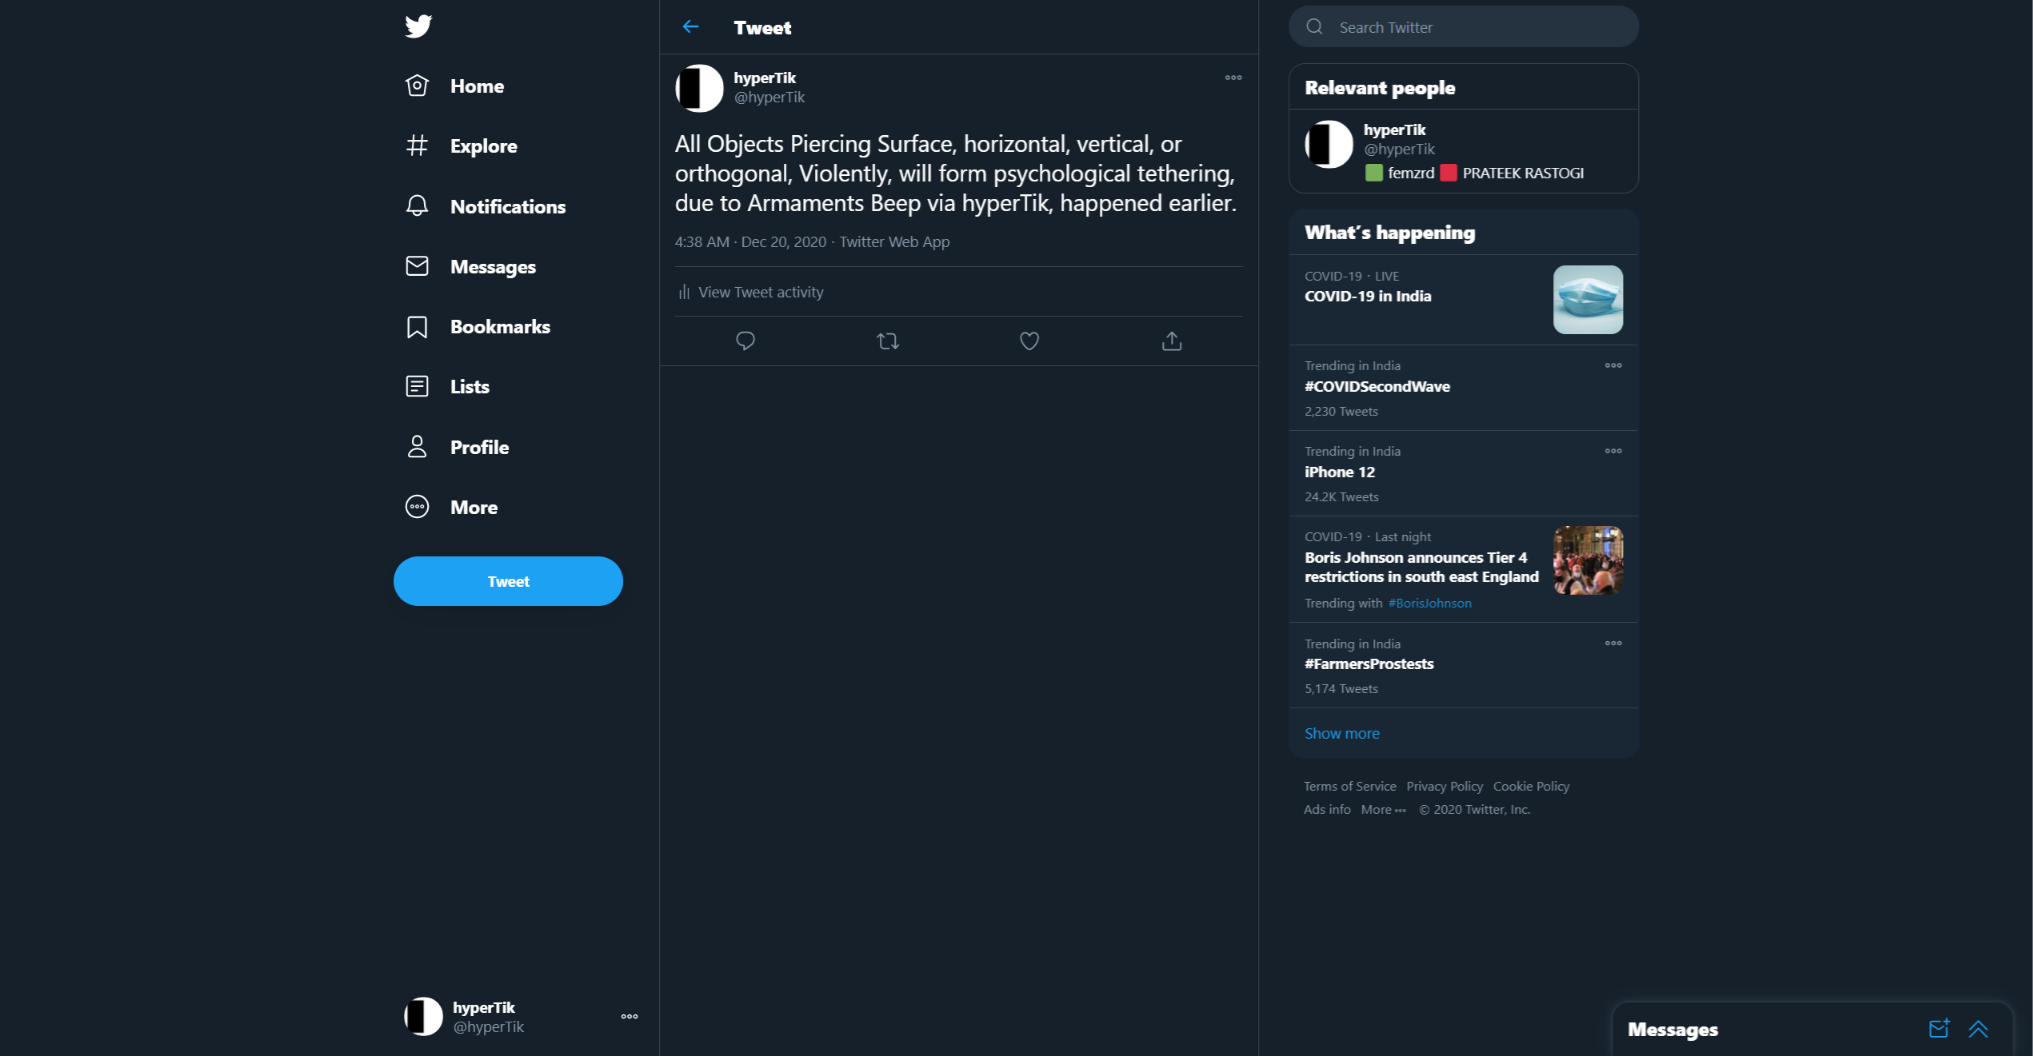 Home
Explore
Notifications
Messages
Bookmarks
Lists
Profile
More
Tweet
hyperTik
@hyperTik
Tweet
hyperTik
@hyperTik
All Objects Piercing Surface, horizontal, vertical, or
orthogonal, Violently, will form psychological tethering,
due to Armaments Beep via hyperTik, happened earlier.
4:38 AM · Dec 20, 2020 · Twitter Web App
View Tweet activity
Search Twitter
Relevant people
hyperTik
@hyperTik
femzrd PRATEEK RASTOGI
What's happening
COVID-19 · LIVE
COVID-19 in India
Trending in India
#COVIDSecondWave
2,230 Tweets
Trending in India
iPhone 12
24.2K Tweets
COVID-19 · Last night
Boris Johnson announces Tier 4
restrictions in south east England
Trending with #BorisJohnson
Trending in India
#FarmersProstests
5,174 Tweets
Show more
Terms of Service Privacy Policy Cookie Policy
Ads info More ··· © 2020 Twitter, Inc.
Messages